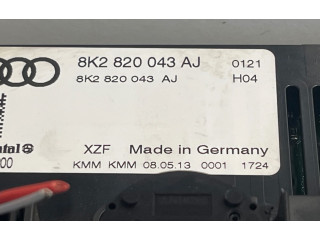 8K2 820 043 AJ 0121
8K2 820 043 AJ H04
XZF Made in Germany
KMM KMM 08.05.13 0001 1724